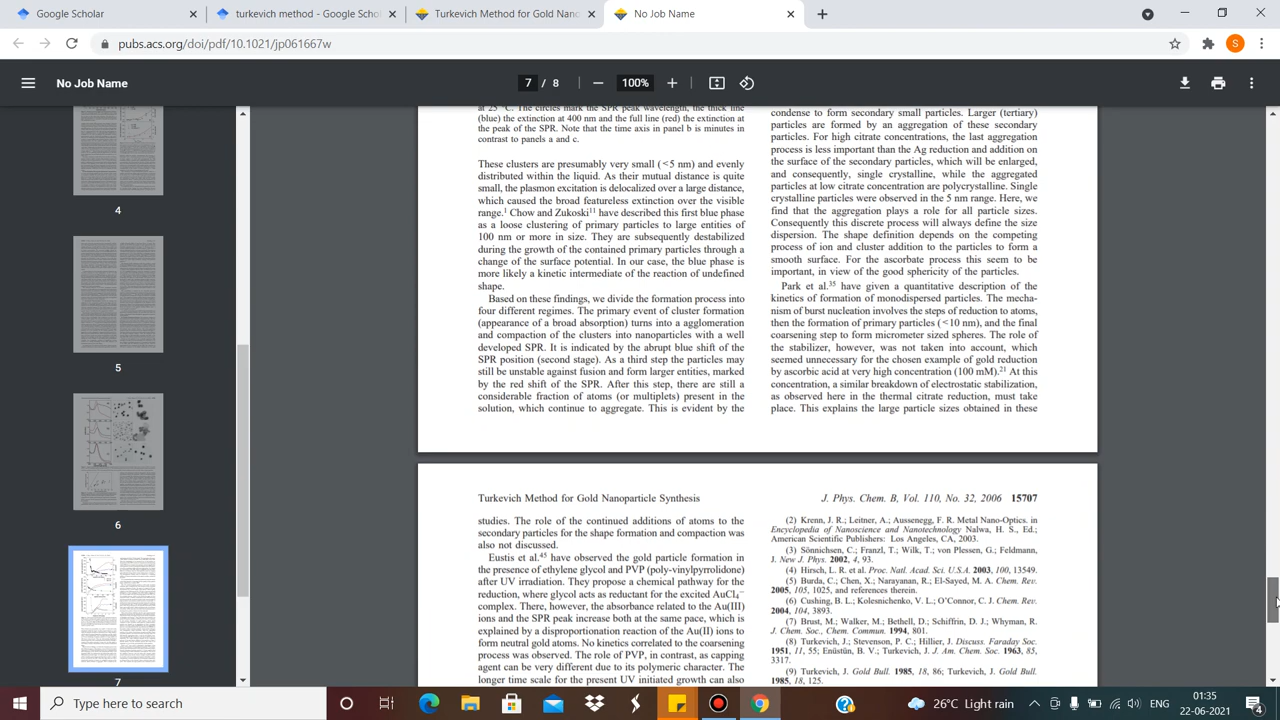 Google Scholar
turkevich method - Google Schol
Turkevich Method for Gold Nano
No Job Name
pubs.acs.org/doi/pdf/10.1021/jp061667w
S
No Job Name
7 / 8
100%
4
5
6
7
at 25 °C. The circles mark the SPR peak wavelength, the thick line
(blue) the extinction at 400 nm and the full line (red) the extinction at
the peak of the SPR. Note that the time axis in panel b is minutes in
contrast to panels a and c.
These clusters are presumably very small (<5 nm) and evenly
distributed within the liquid. As their mutual distance is quite
small, the plasmon excitation is delocalized over a large distance,
which caused the broad featureless extinction over the visible
range.1 Chow and Zukoski11 have described this first blue phase
as a loose clustering of primary particles to large entities of
100 nm or more in size. They are subsequently destabilized
during the growth of the contained primary particles through a
change of the surface potential. In our case, the blue phase is
more likely a kinetic intermediate of the reaction of undefined
shape.
Based on these findings, we divide the formation process into
four different regimes. The primary event of cluster formation
(appearance of a broad absorption) turns into a agglomeration
and compaction of the clusters into nanoparticles with a well
developed SPR. It is indicated by the abrupt blue shift of the
SPR position (second stage). As a third step the particles may
still be unstable against fusion and form larger entities, marked
by the red shift of the SPR. After this step, there are still a
considerable fraction of atoms (or multiplets) present in the
solution, which continue to aggregate. This is evident by the
condense to form secondary small particles. Larger (tertiary)
particles are formed by an aggregation of these secondary
particles. For high citrate concentrations, the last aggregation
process is less important than the Ag reduction and addition on
the surface of the secondary particles, which will be enlarged,
and consequently, single crystalline, while the aggregated
particles at low citrate concentration are polycrystalline. Single
crystalline particles were observed in the 5 nm range. Here, we
find that the aggregation plays a role for all particle sizes.
Consequently this discrete process will always define the size
dispersion. The shape definition depends on the competing
process of ion and cluster addition to the particles to form a
smooth surface. For the ascorbate process this seem to be
important, in view of the good sphericity of the particles.
Park et al.35 have given a quantitative description of the
kinetics of formation of monodispersed particles. The mecha-
nism of burst nucleation involves the steps of reduction to atoms,
then the formation of primary particles (<10 nm), and the final
coarsening step to form micrometer sized spheres. The role of
the stabilizer, however, was not taken into account, which
seemed unnecessary for the chosen example of gold reduction
by ascorbic acid at very high concentration (100 mM).21 At this
concentration, a similar breakdown of electrostatic stabilization,
as observed here in the thermal citrate reduction, must take
place. This explains the large particle sizes obtained in these
Turkevich Method for Gold Nanoparticle Synthesis
J. Phys. Chem. B, Vol. 110, No. 32, 2006 15707
studies. The role of the continued additions of atoms to the
secondary particles for the shape formation and compaction was
also not discussed.
Eustis et al.45 have observed the gold particle formation in
the presence of ethylene glycol and PVP (poly-vinylpyrrolidone)
after UV irradiation. They propose a chemical pathway for the
reduction, where glycol acts as reductant for the excited AuCl4−
complex. There, however, the absorbance related to the Au(III)
ions and the SPR peak increase both at the same pace, which is
explained by a disproportionation reaction of the Au(II) ions to
form neutral gold atoms. No kinetics correlated to the coarsening
process was observed. The role of PVP, in contrast, as capping
agent can be very different due to its polymeric character. The
longer time scale for the present UV initiated growth can also
(2) Krenn, J. R.; Leitner, A.; Aussenegg, F. R. Metal Nano-Optics. in
Encyclopedia of Nanoscience and Nanotechnology Nalwa, H. S., Ed.;
American Scientific Publishers: Los Angeles, CA, 2003.
(3) Sönnichsen, C.; Franzl, T.; Wilk, T.; von Plessen, G.; Feldmann,
J. New J. Phys. 2002, 4, 93.
(4) Hirsch, L. R. et al. Proc. Natl. Acad. Sci. U.S.A. 2003, 100, 13549.
(5) Burda, C.; Chen, X.; Narayanan, R.; El-Sayed, M. A. Chem. Rev.
2005, 105, 1025, and references therein.
(6) Cushing, B. L.; Kolesnichenko, V. L.; O'Connor, C. J. Chem. Rev.
2004, 104, 3893.
(7) Brust, M.; Walker, M.; Bethell, D.; Schiffrin, D. J.; Whyman, R.
J. Chem. Soc., Chem. Commun. 1994, 801.
(8) Turkevich, J.; Stevenson, P. C.; Hillier, J. Discuss. Faraday Soc.
1951, 11, 55; Enüstün, B. V.; Turkevich, J. J. Am. Chem. Soc. 1963, 85,
3317.
(9) Turkevich, J. Gold Bull. 1985, 18, 86; Turkevich, J. Gold Bull.
1985, 18, 125.
Type here to search
26°C Light rain
ENG
01:35
22-06-2021
4